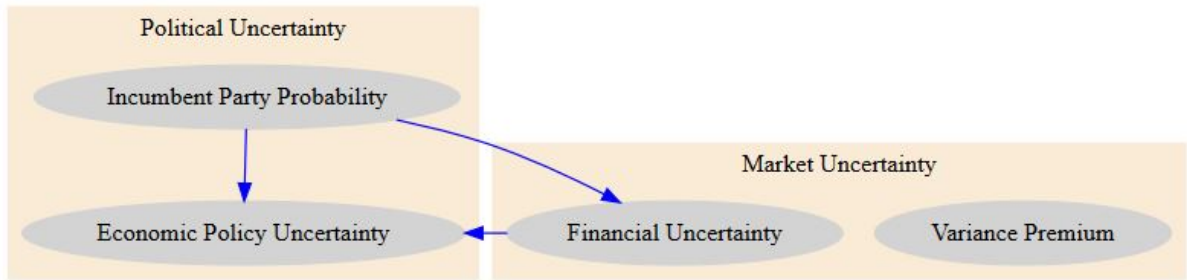 Political Uncertainty
Incumbent Party Probability
Market Uncertainty
Economic Policy Uncertainty
Financial Uncertainty
Variance Premium